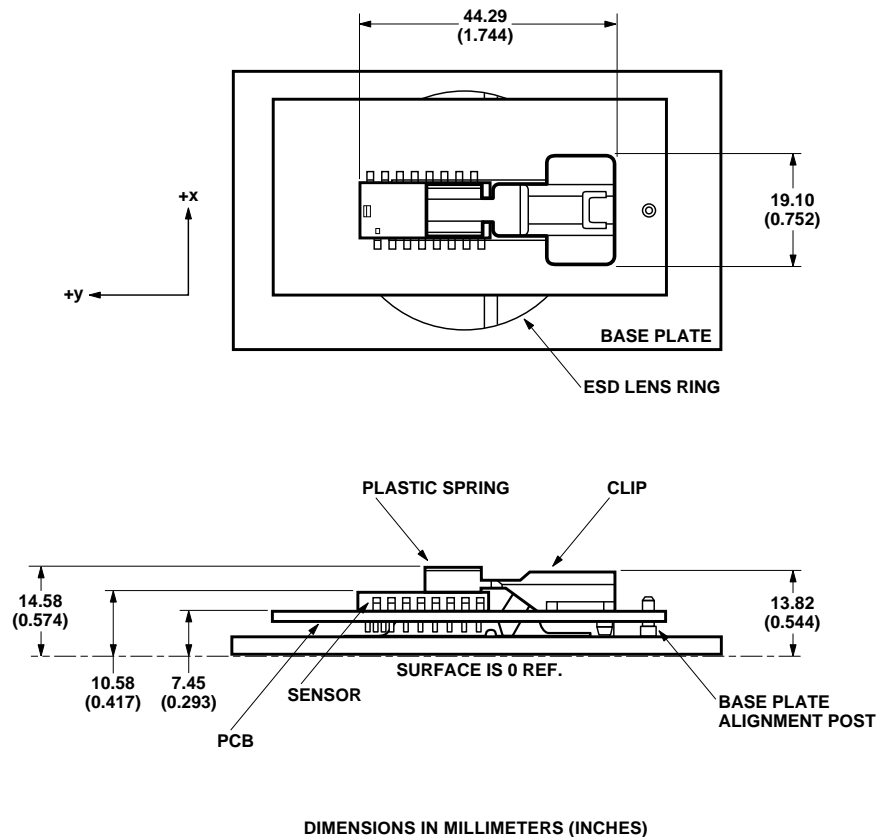 44.29
(1.744)
+x
19.10
(0.752)
+y
BASE PLATE
ESD LENS RING
PLASTIC SPRING
CLIP
14.58
(0.574)
13.82
(0.544)
10.58
(0.417)
7.45
(0.293)
SURFACE IS 0 REF.
SENSOR
PCB
BASE PLATE
ALIGNMENT POST
DIMENSIONS IN MILLIMETERS (INCHES)